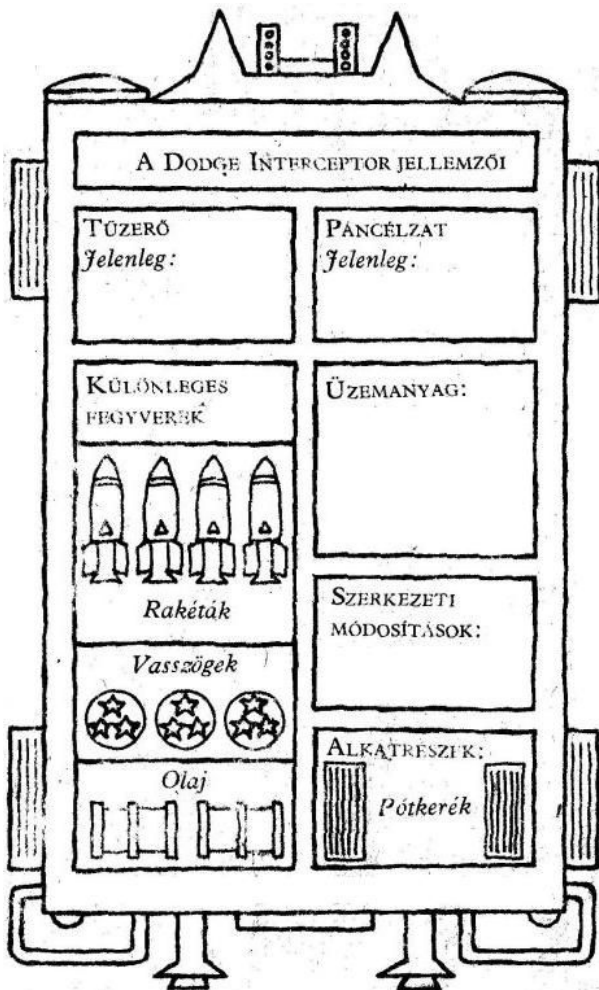 A DODGE INTERCEPTOR JELLEMZŐI
TŰZERŐ
Jelenleg:
PÁNCÉLZAT
Jelenleg:
KÜLÖNLEGES
FEGYVEREK
Rakéták
Vasszögek
Olaj
ÜZEMANYAG:
SZERKEZETI
MÓDOSÍTÁSOK:
ALKATRÉSZEK:
Pótkerék